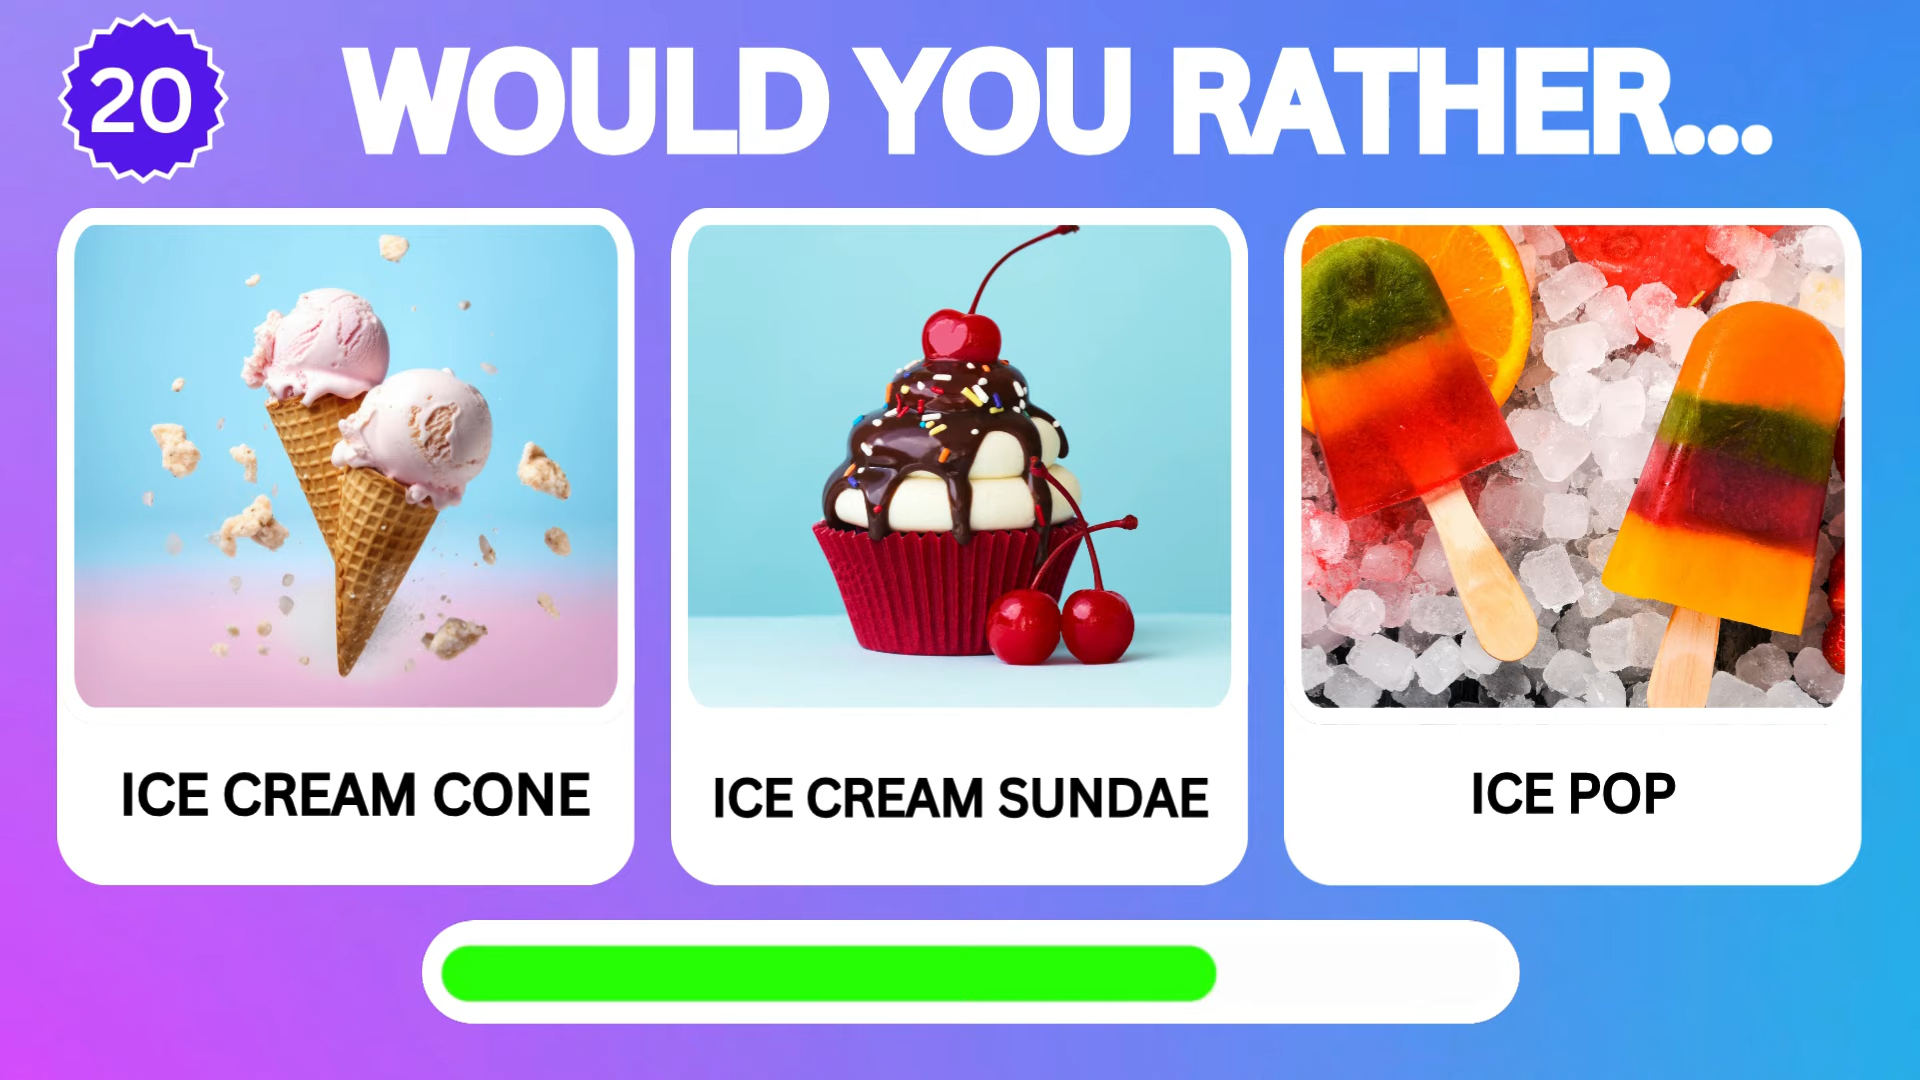 20
WOULD YOU RATHER...
ICE CREAM CONE
ICE CREAM SUNDAE
ICE POP